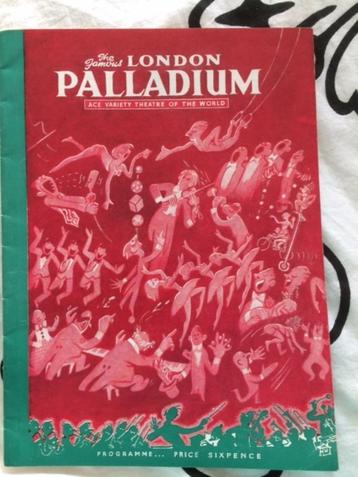 The Famous LONDON
PALLADIUM
ACE VARIETY THEATRE OF THE WORLD
PROGRAMME... PRICE SIXPENCE